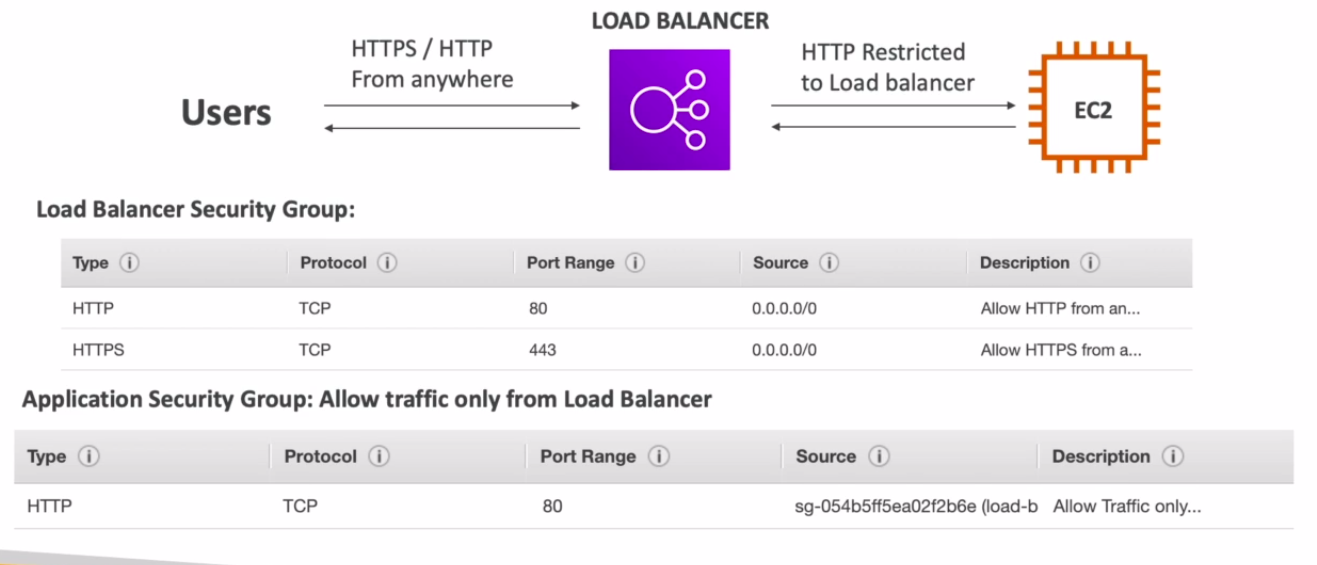 LOAD BALANCER
HTTPS / HTTP
From anywhere
HTTP Restricted
to Load balancer
Users
EC2
Load Balancer Security Group:
Type Protocol Port Range Source Description
HTTP TCP 80 0.0.0.0/0 Allow HTTP from an...
HTTPS TCP 443 0.0.0.0/0 Allow HTTPS from a...
Application Security Group: Allow traffic only from Load Balancer
Type Protocol Port Range Source Description
HTTP TCP 80 sg-054b5ff5ea02f2b6e (load-b Allow Traffic only...